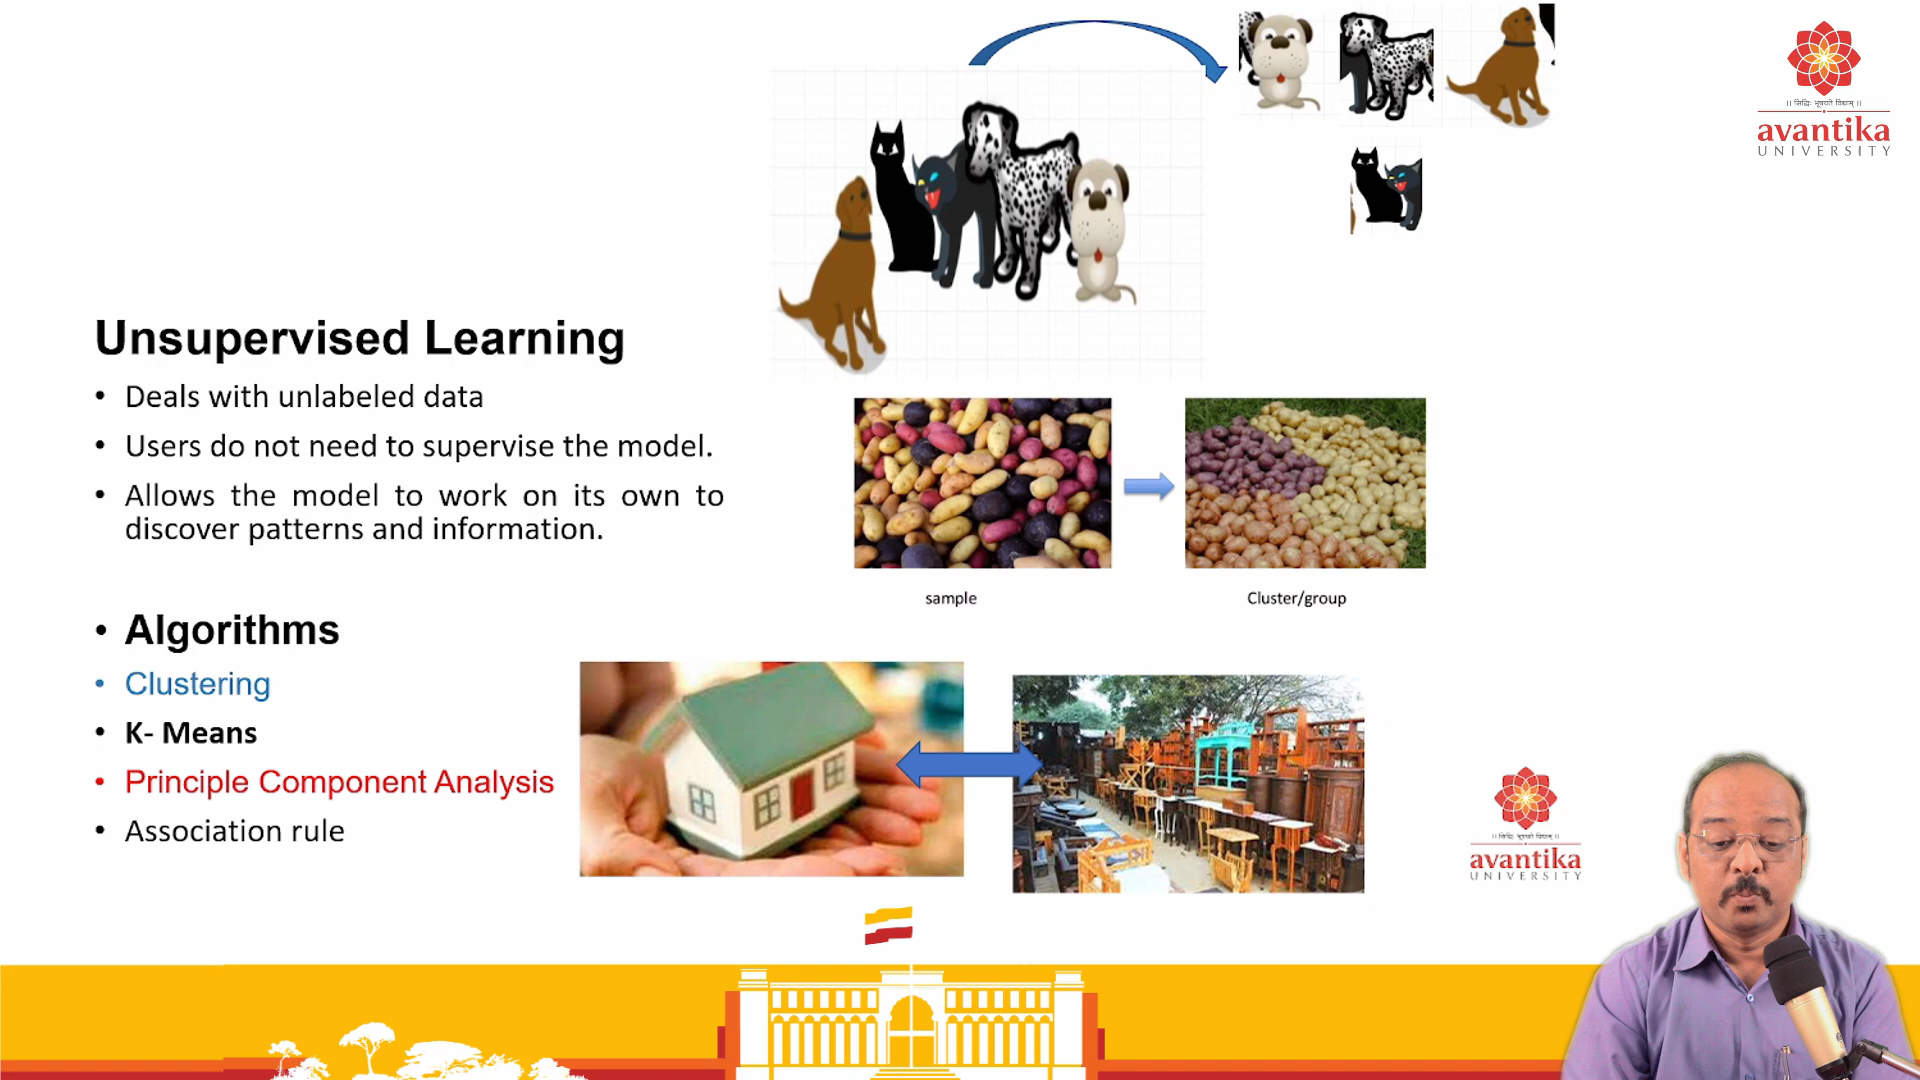 avantika
UNIVERSITY
Unsupervised Learning
• Deals with unlabeled data
• Users do not need to supervise the model.
• Allows the model to work on its own to
discover patterns and information.
sample
Cluster/group
• Algorithms
• Clustering
• K- Means
• Principle Component Analysis
• Association rule
avantika
UNIVERSITY